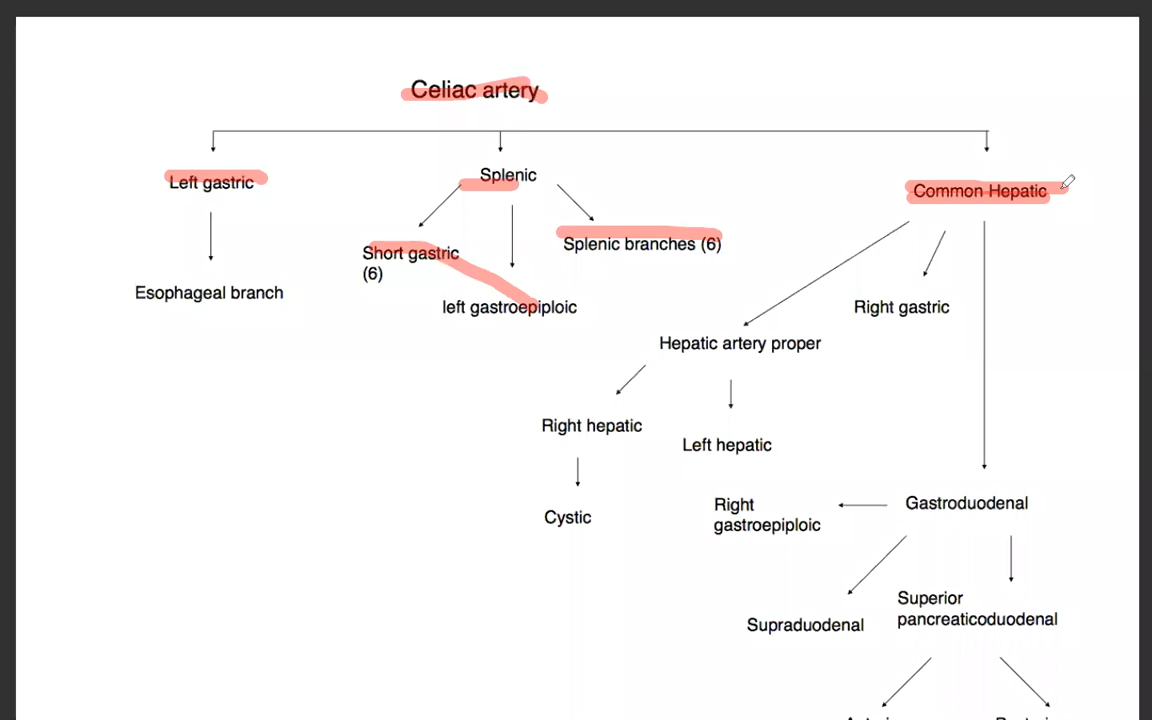 Celiac artery
Left gastric
Splenic
Common Hepatic
Short gastric
(6)
Splenic branches (6)
Esophageal branch
left gastroepiploic
Right gastric
Hepatic artery proper
Right hepatic
Left hepatic
Cystic
Right
gastroepiploic
Gastroduodenal
Supraduodenal
Superior
pancreaticoduodenal